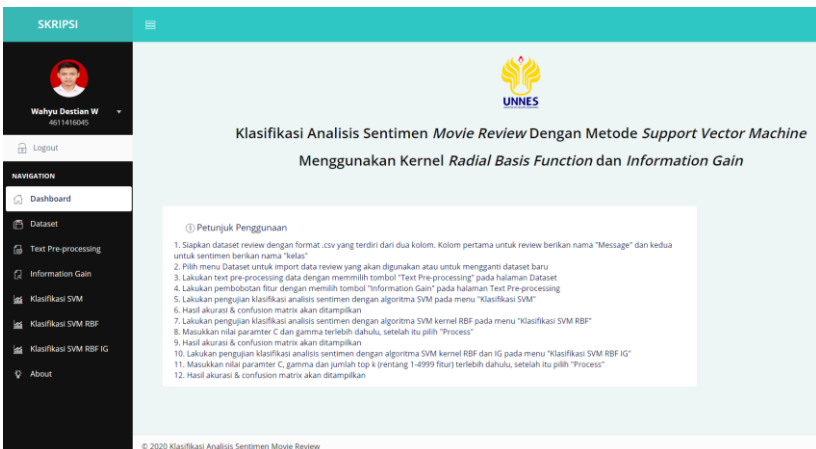 SKRIPSI
Wahyu Destian W
4611416045
Logout
NAVIGATION
Dashboard
Dataset
Text Pre-processing
Information Gain
Klasifikasi SVM
Klasifikasi SVM RBF
Klasifikasi SVM RBF IG
About
UNNES
Klasifikasi Analisis Sentimen Movie Review Dengan Metode Support Vector Machine
Menggunakan Kernel Radial Basis Function dan Information Gain
Petunjuk Penggunaan
1. Siapkan dataset review dengan format .csv yang terdiri dari dua kolom. Kolom pertama untuk review berikan nama "Message" dan kedua
untuk sentimen berikan nama "kelas"
2. Pilih menu Dataset untuk import data review yang akan digunakan atau untuk mengganti dataset baru
3. Lakukan text pre-processing data dengan memmilih tombol "Text Pre-processing" pada halaman Dataset
4. Lakukan pembobotan fitur dengan memilih tombol "Information Gain" pada halaman Text Pre-processing
5. Lakukan pengujian klasifikasi analisis sentimen dengan algoritma SVM pada menu "Klasifikasi SVM"
6. Hasil akurasi & confusion matrix akan ditampilkan
7. Lakukan pengujian klasifikasi analisis sentimen dengan algoritma SVM kernel RBF pada menu "Klasifikasi SVM RBF"
8. Masukkan nilai paramter C dan gamma terlebih dahulu, setelah itu pilih "Process"
9. Hasil akurasi & confusion matrix akan ditampilkan
10. Lakukan pengujian klasifikasi analisis sentimen dengan algoritma SVM kernel RBF dan IG pada menu "Klasifikasi SVM RBF IG"
11. Masukkan nilai paramter C, gamma dan jumlah top k (rentang 1-4999 fitur) terlebih dahulu, setelah itu pilih "Process"
12. Hasil akurasi & confusion matrix akan ditampilkan
© 2020 Klasifikasi Analisis Sentimen Movie Review